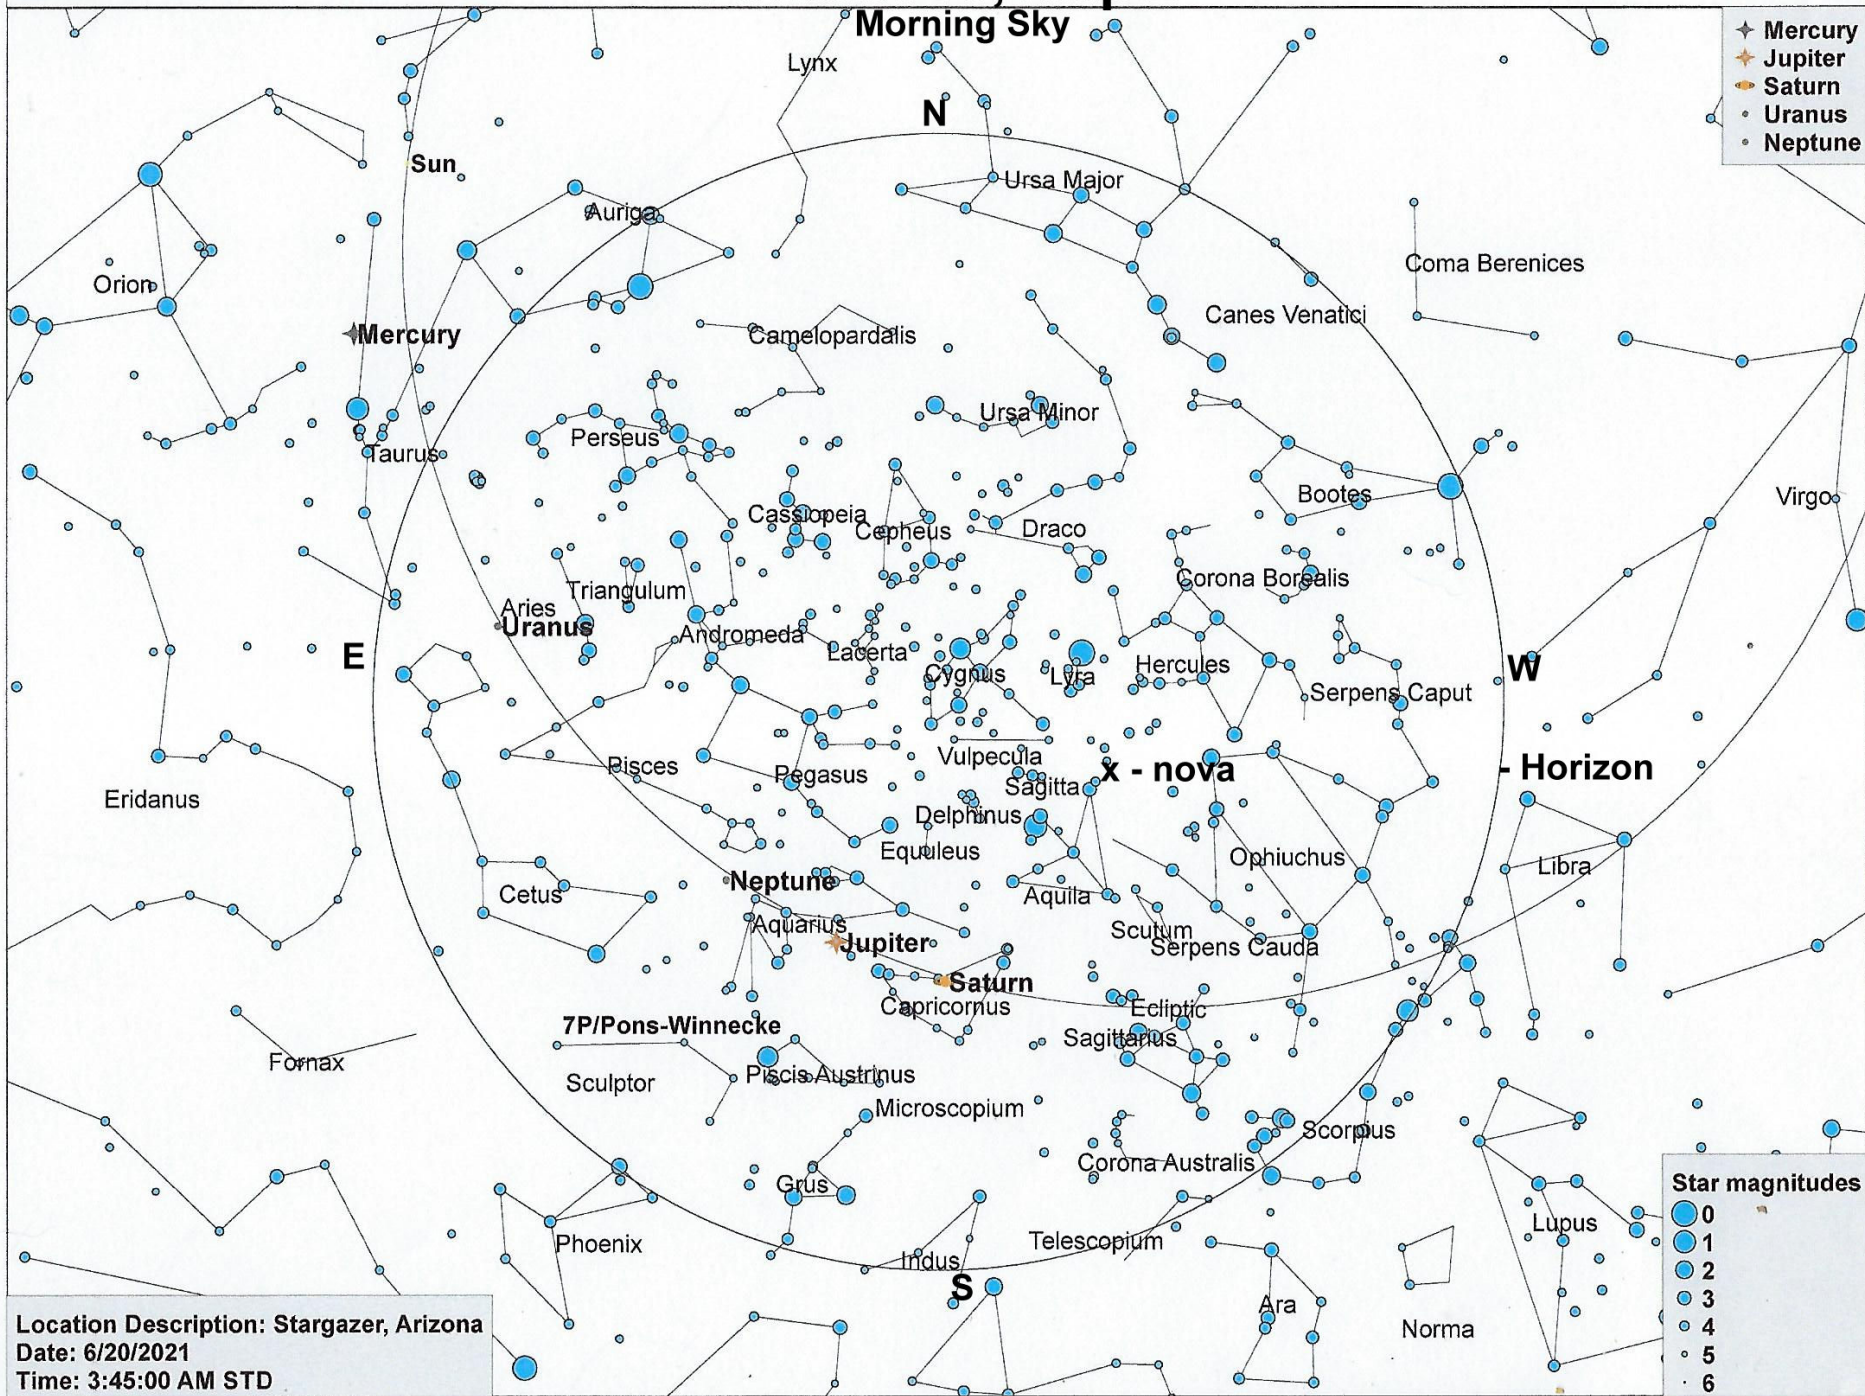 Morning Sky
Mercury
Jupiter
Saturn
Uranus
Neptune
Lynx
N
Sun
Ursa Major
Auriga
Coma Berenices
Orion
Canes Venatici
Mercury
Camelopardalis
Ursa Minor
Perseus
Taurus
Bootes
Virgo
Cassiopeia
Cepheus
Draco
Corona Borealis
Triangulum
Aries
Uranus
Andromeda
Lacerta
E
Cygnus
Lyra
Hercules
W
Serpens Caput
Vulpecula
Pisces
Pegasus
x - nova
- Horizon
Sagitta
Eridanus
Delphinus
Equuleus
Ophiuchus
Libra
Neptune
Cetus
Aquila
Aquarius
Scutum
Jupiter
Serpens Cauda
Saturn
Capricornus
Ecliptic
7P/Pons-Winnecke
Sagittarius
Fornax
Sculptor
Piscis Austrinus
Microscopium
Scorpius
Corona Australis
Grus
Star magnitudes
0
1
2
3
4
5
6
Lupus
Phoenix
Telescopium
Indus
S
Ara
Norma
Location Description: Stargazer, Arizona
Date: 6/20/2021
Time: 3:45:00 AM STD